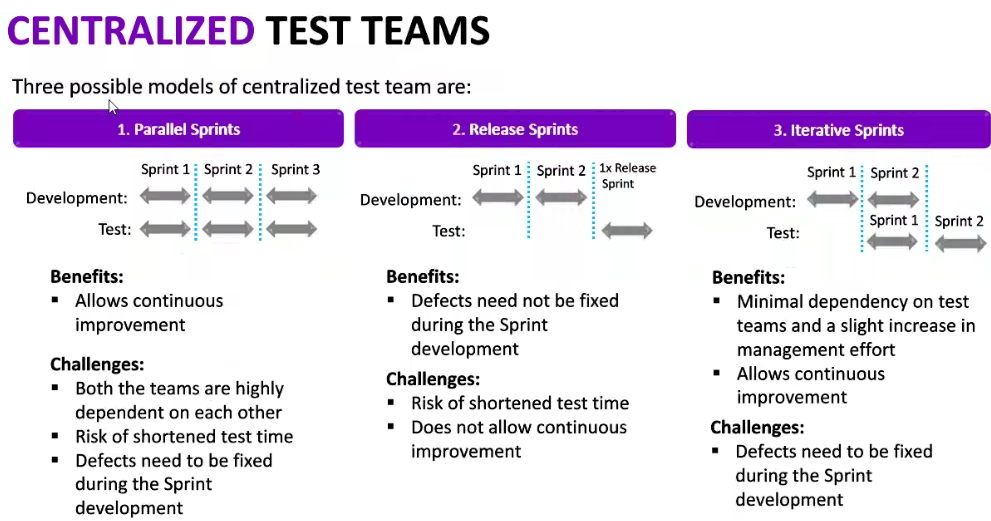 CENTRALIZED TEST TEAMS
Three possible models of centralized test team are:
1. Parallel Sprints
Sprint 1 Sprint 2 Sprint 3
Development:
Test:
Benefits:
▪ Allows continuous
improvement
Challenges:
▪ Both the teams are highly
dependent on each other
▪ Risk of shortened test time
▪ Defects need to be fixed
during the Sprint
development
2. Release Sprints
Sprint 1 Sprint 2 1x Release
Sprint
Development:
Test:
Benefits:
▪ Defects need not be fixed
during the Sprint
development
Challenges:
▪ Risk of shortened test time
▪ Does not allow continuous
improvement
3. Iterative Sprints
Sprint 1 Sprint 2
Development:
Sprint 1 Sprint 2
Test:
Benefits:
▪ Minimal dependency on test
teams and a slight increase in
management effort
▪ Allows continuous
improvement
Challenges:
▪ Defects need to be fixed
during the Sprint
development